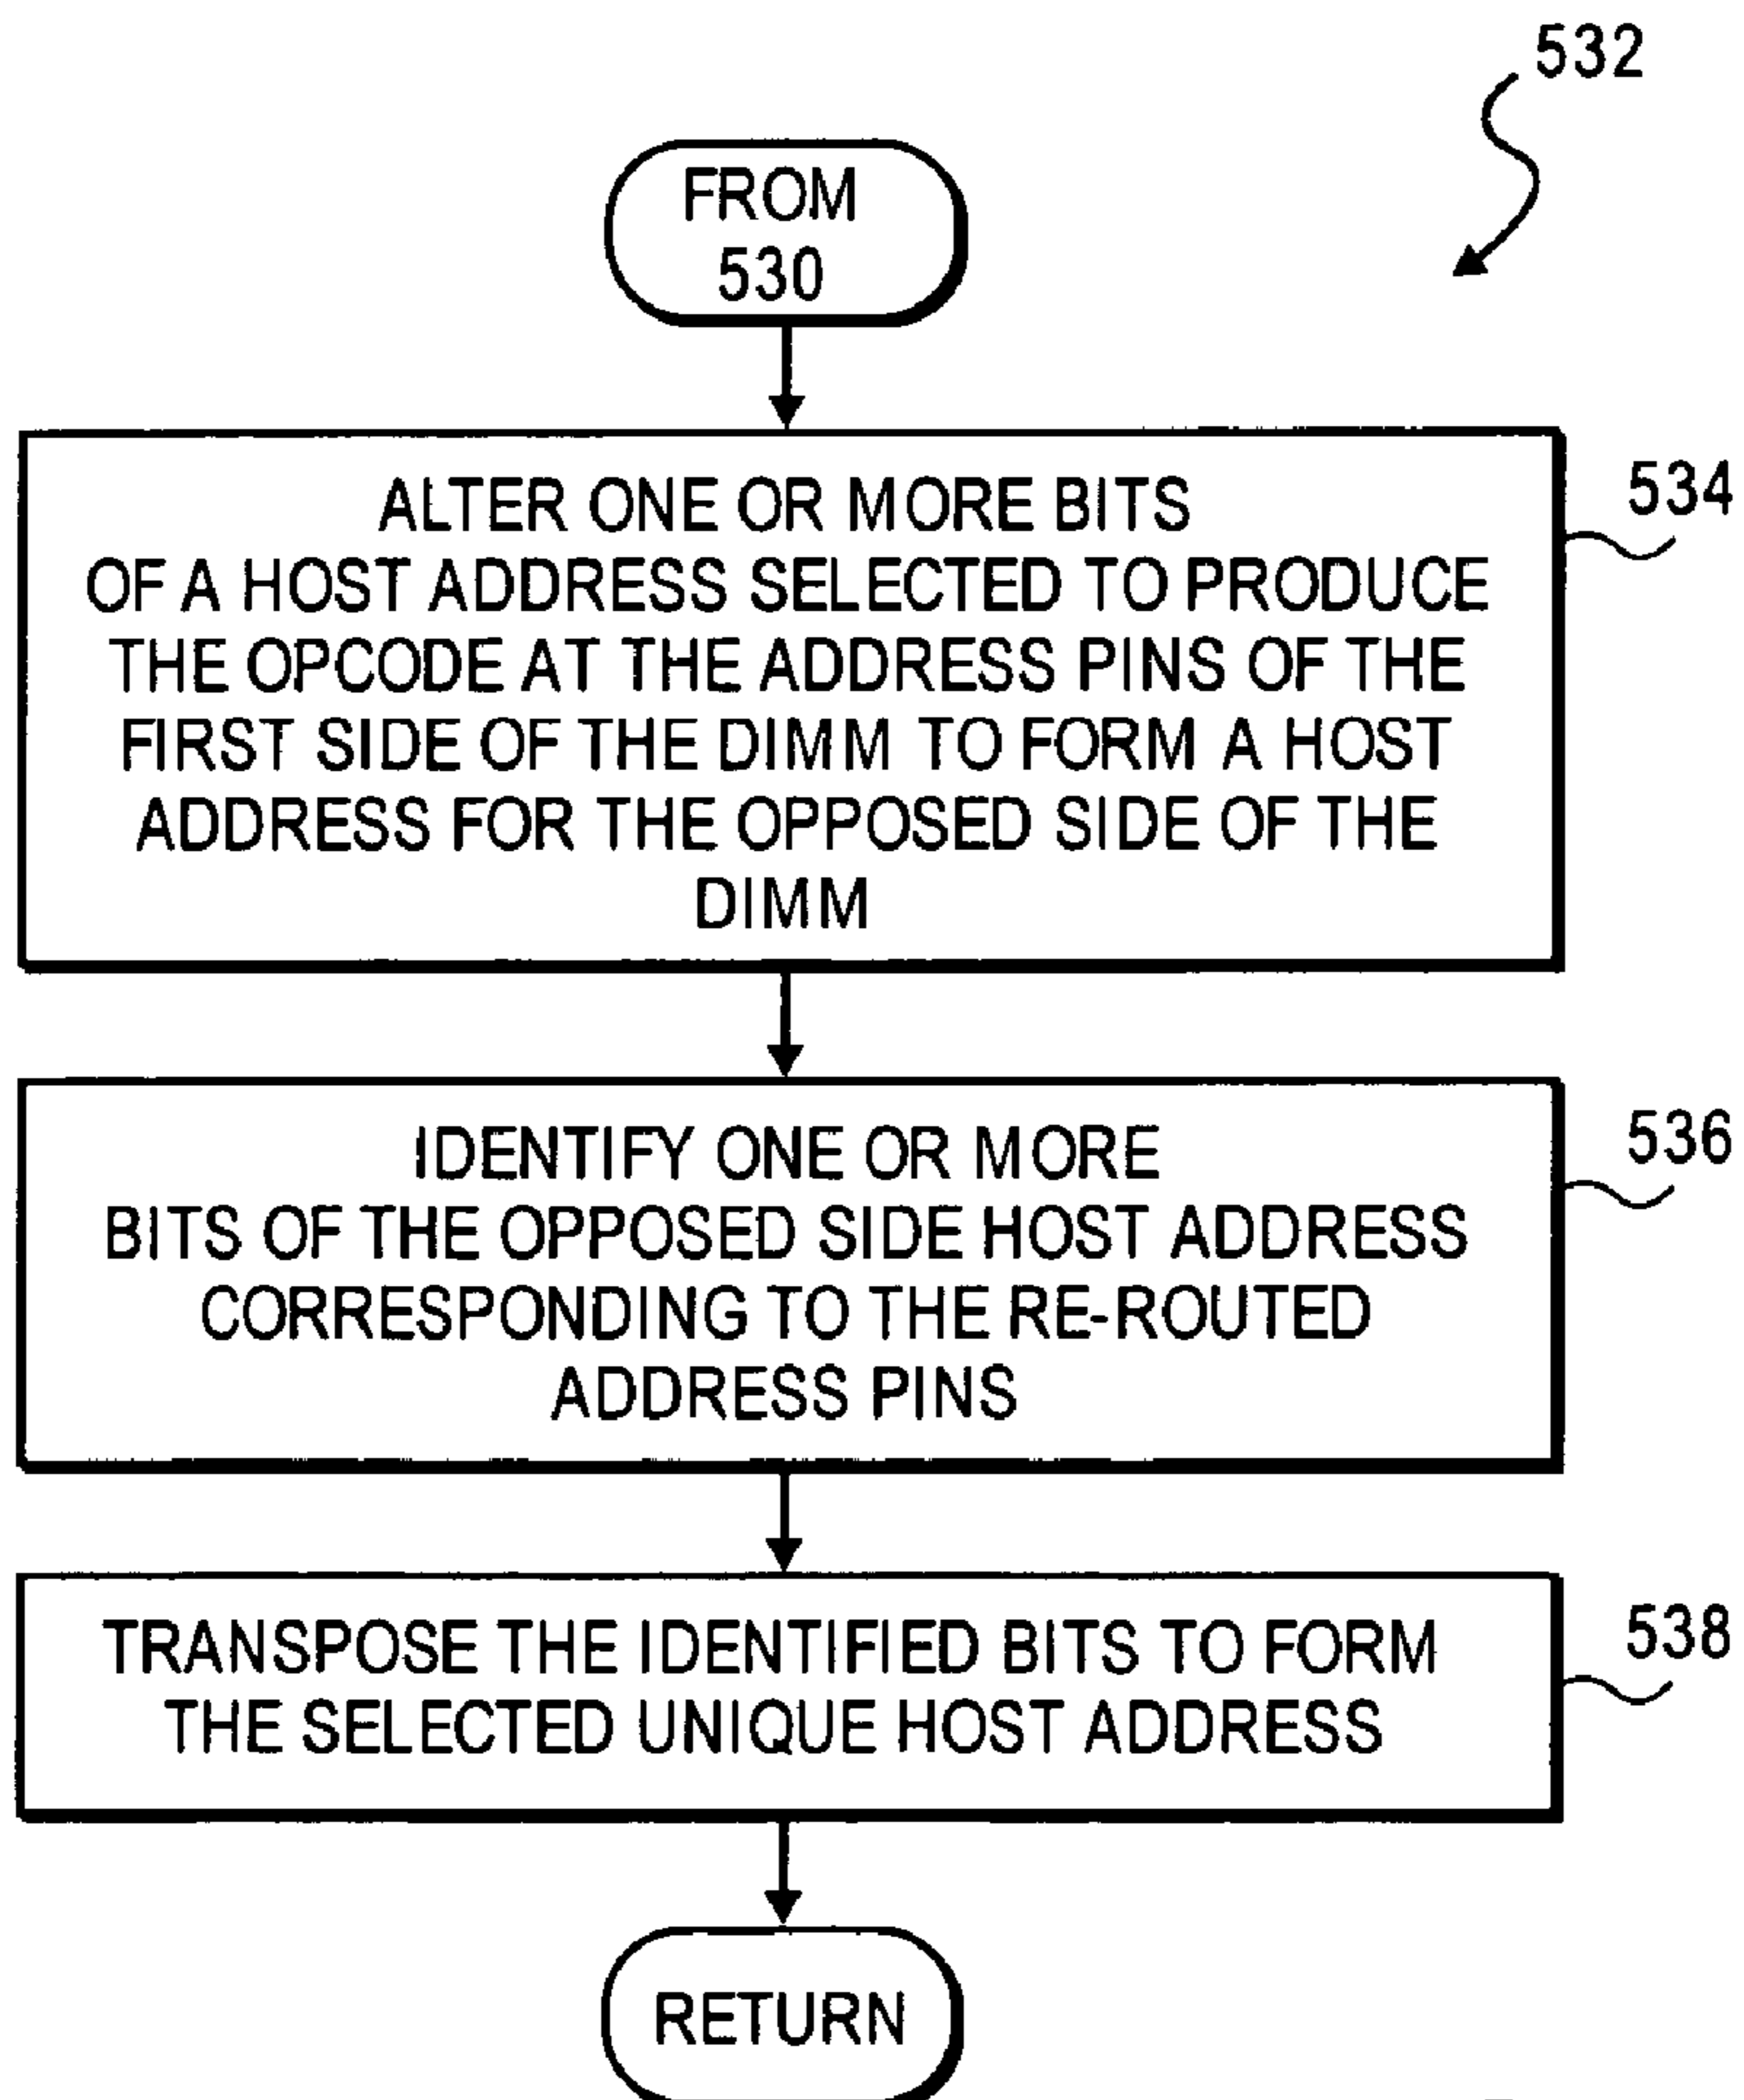 532
FROM
530
534
ALTER ONE OR MORE BITS
OF A HOST ADDRESS SELECTED TO PRODUCE
THE OPCODE AT THE ADDRESS PINS OF THE
FIRST SIDE OF THE DIMM TO FORM A HOST
ADDRESS FOR THE OPPOSED SIDE OF THE
DIMM
536
IDENTIFY ONE OR MORE
BITS OF THE OPPOSED SIDE HOST ADDRESS
CORRESPONDING TO THE RE-ROUTED
ADDRESS PINS
538
TRANSPOSE THE IDENTIFIED BITS TO FORM
THE SELECTED UNIQUE HOST ADDRESS
RETURN